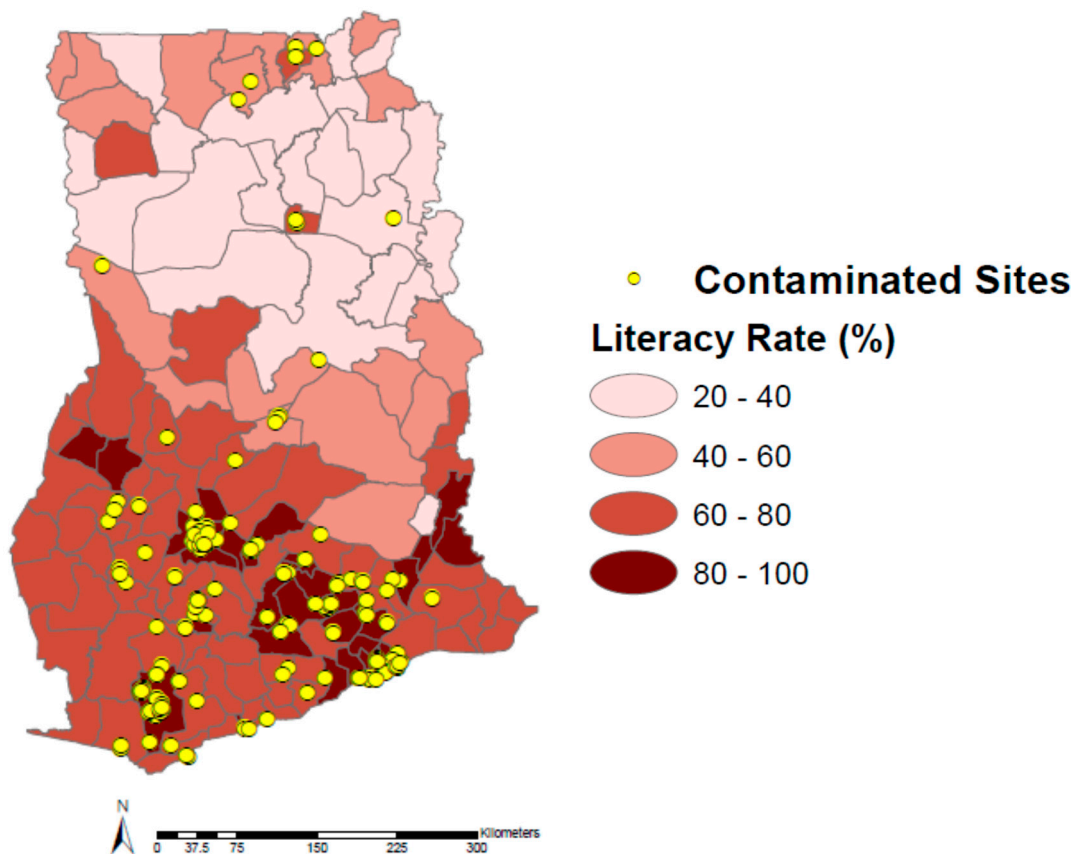 Contaminated Sites
Literacy Rate (%)
20 - 40
40 - 60
60 - 80
80 - 100
N
Kilometers
0 37.5 75 150 225 300